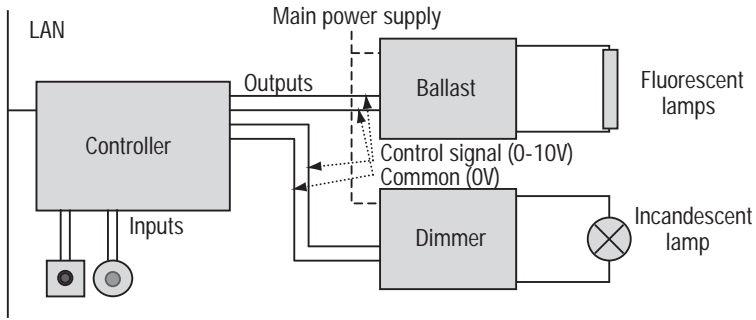 LAN
Main power supply
Outputs
Ballast
Fluorescent
lamps
Controller
Control signal (0-10V)
Common (0V)
Inputs
Dimmer
Incandescent
lamp